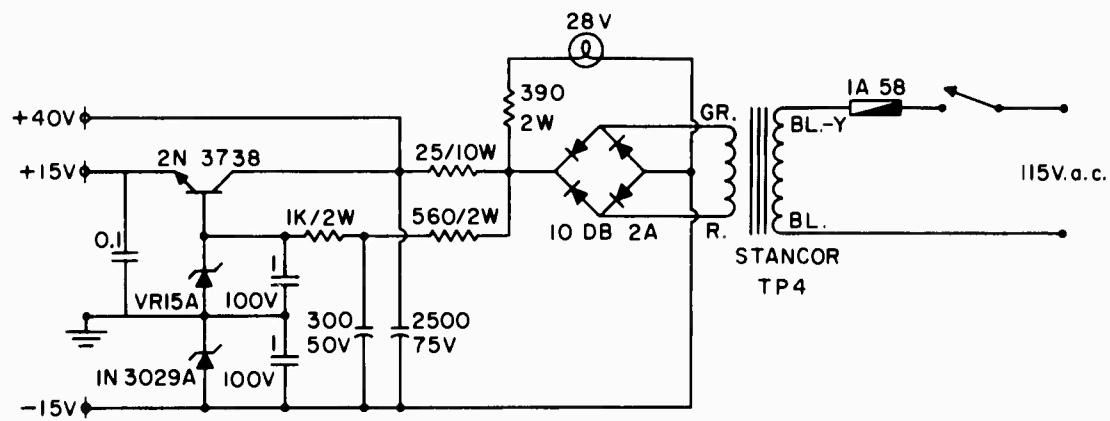 28V
390
2W
+40V
GR.
1A 58
BL.-Y
2N 3738
+15V
25/10W
115V.a.c.
1K/2W
560/2W
0.1
10 DB 2A
R.
BL.
STANCOR
TP4
VR15A
1
100V
300
50V
2500
75V
1N 3029A
1
100V
-15V